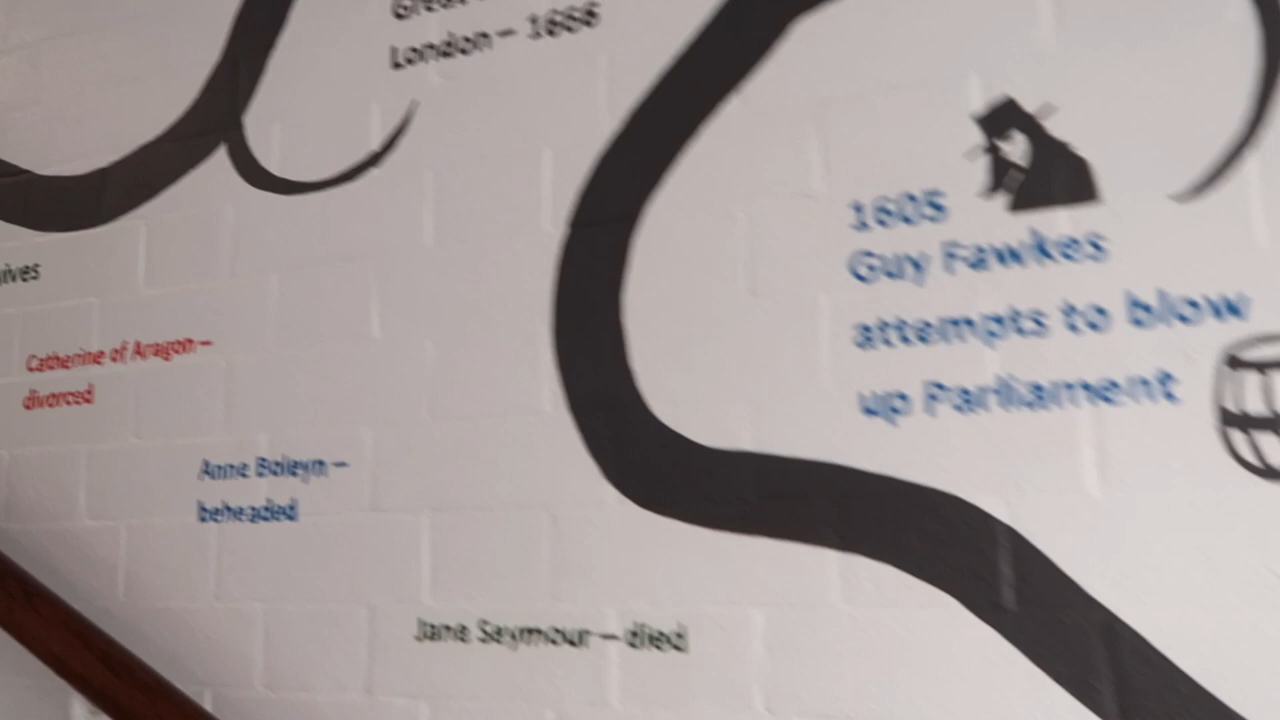 London – 1666
1605
Guy Fawkes
attempts to blow
up Parliament
Catherine of Aragon –
divorced
Anne Boleyn –
beheaded
Jane Seymour – died